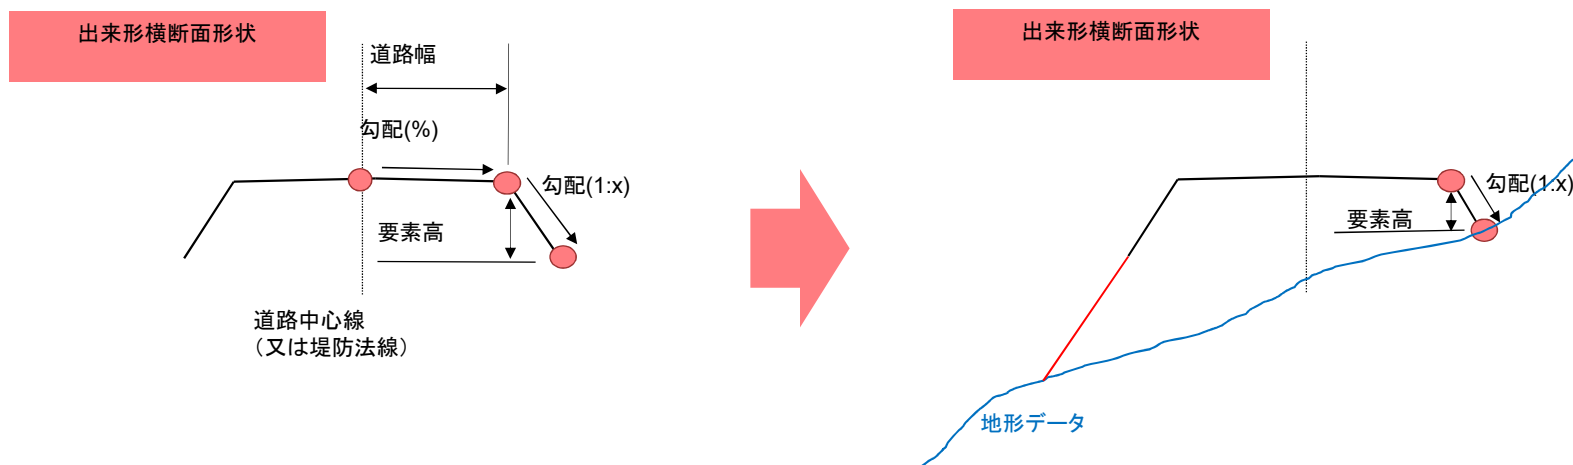 出来形横断面形状
道路幅
勾配(%)
勾配(1:x)
要素高
道路中心線
（又は堤防法線）
出来形横断面形状
勾配(1:x)
要素高
地形データ